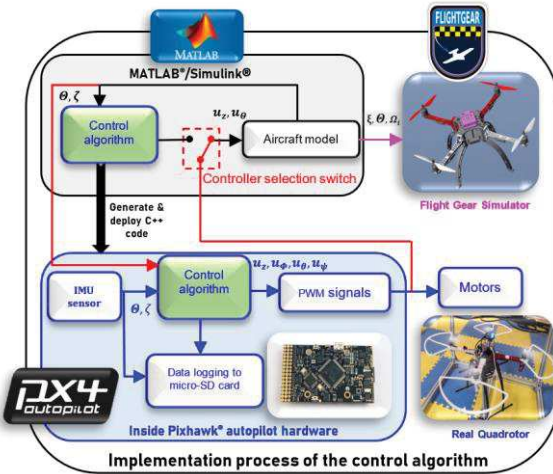 MATLAB
FLIGHTGEAR
MATLAB®/Simulink®
Θ, ζ
Control
algorithm
u_z, u_θ
Aircraft model
ξ, Θ, Ω_i
Controller selection switch
Flight Gear Simulator
Generate &
deploy C++
code
IMU
sensor
Θ, ζ
Control
algorithm
u_z, u_Φ, u_θ, u_ψ
PWM signals
Motors
Data logging to
micro-SD card
px4
autopilot
Inside Pixhawk® autopilot hardware
Real Quadrotor
Implementation process of the control algorithm